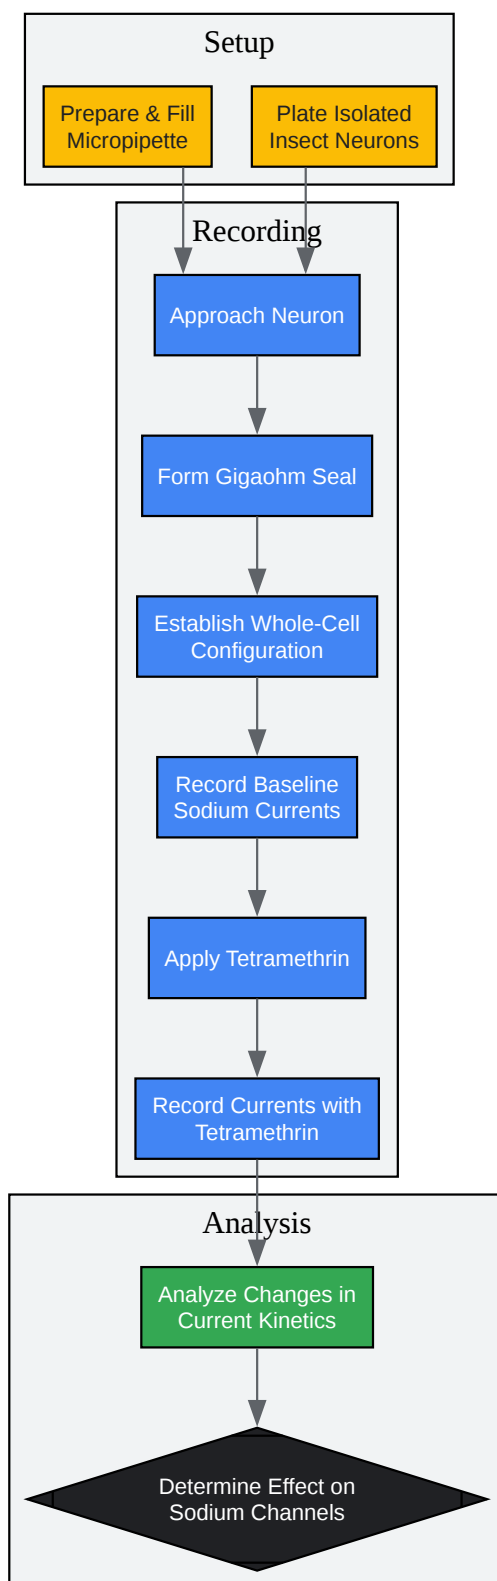 Setup
Prepare & Fill
Micropipette
Plate Isolated
Insect Neurons
Recording
Approach Neuron
Form Gigaohm Seal
Establish Whole-Cell
Configuration
Record Baseline
Sodium Currents
Apply Tetramethrin
Record Currents with
Tetramethrin
Analysis
Analyze Changes in
Current Kinetics
Determine Effect on
Sodium Channels